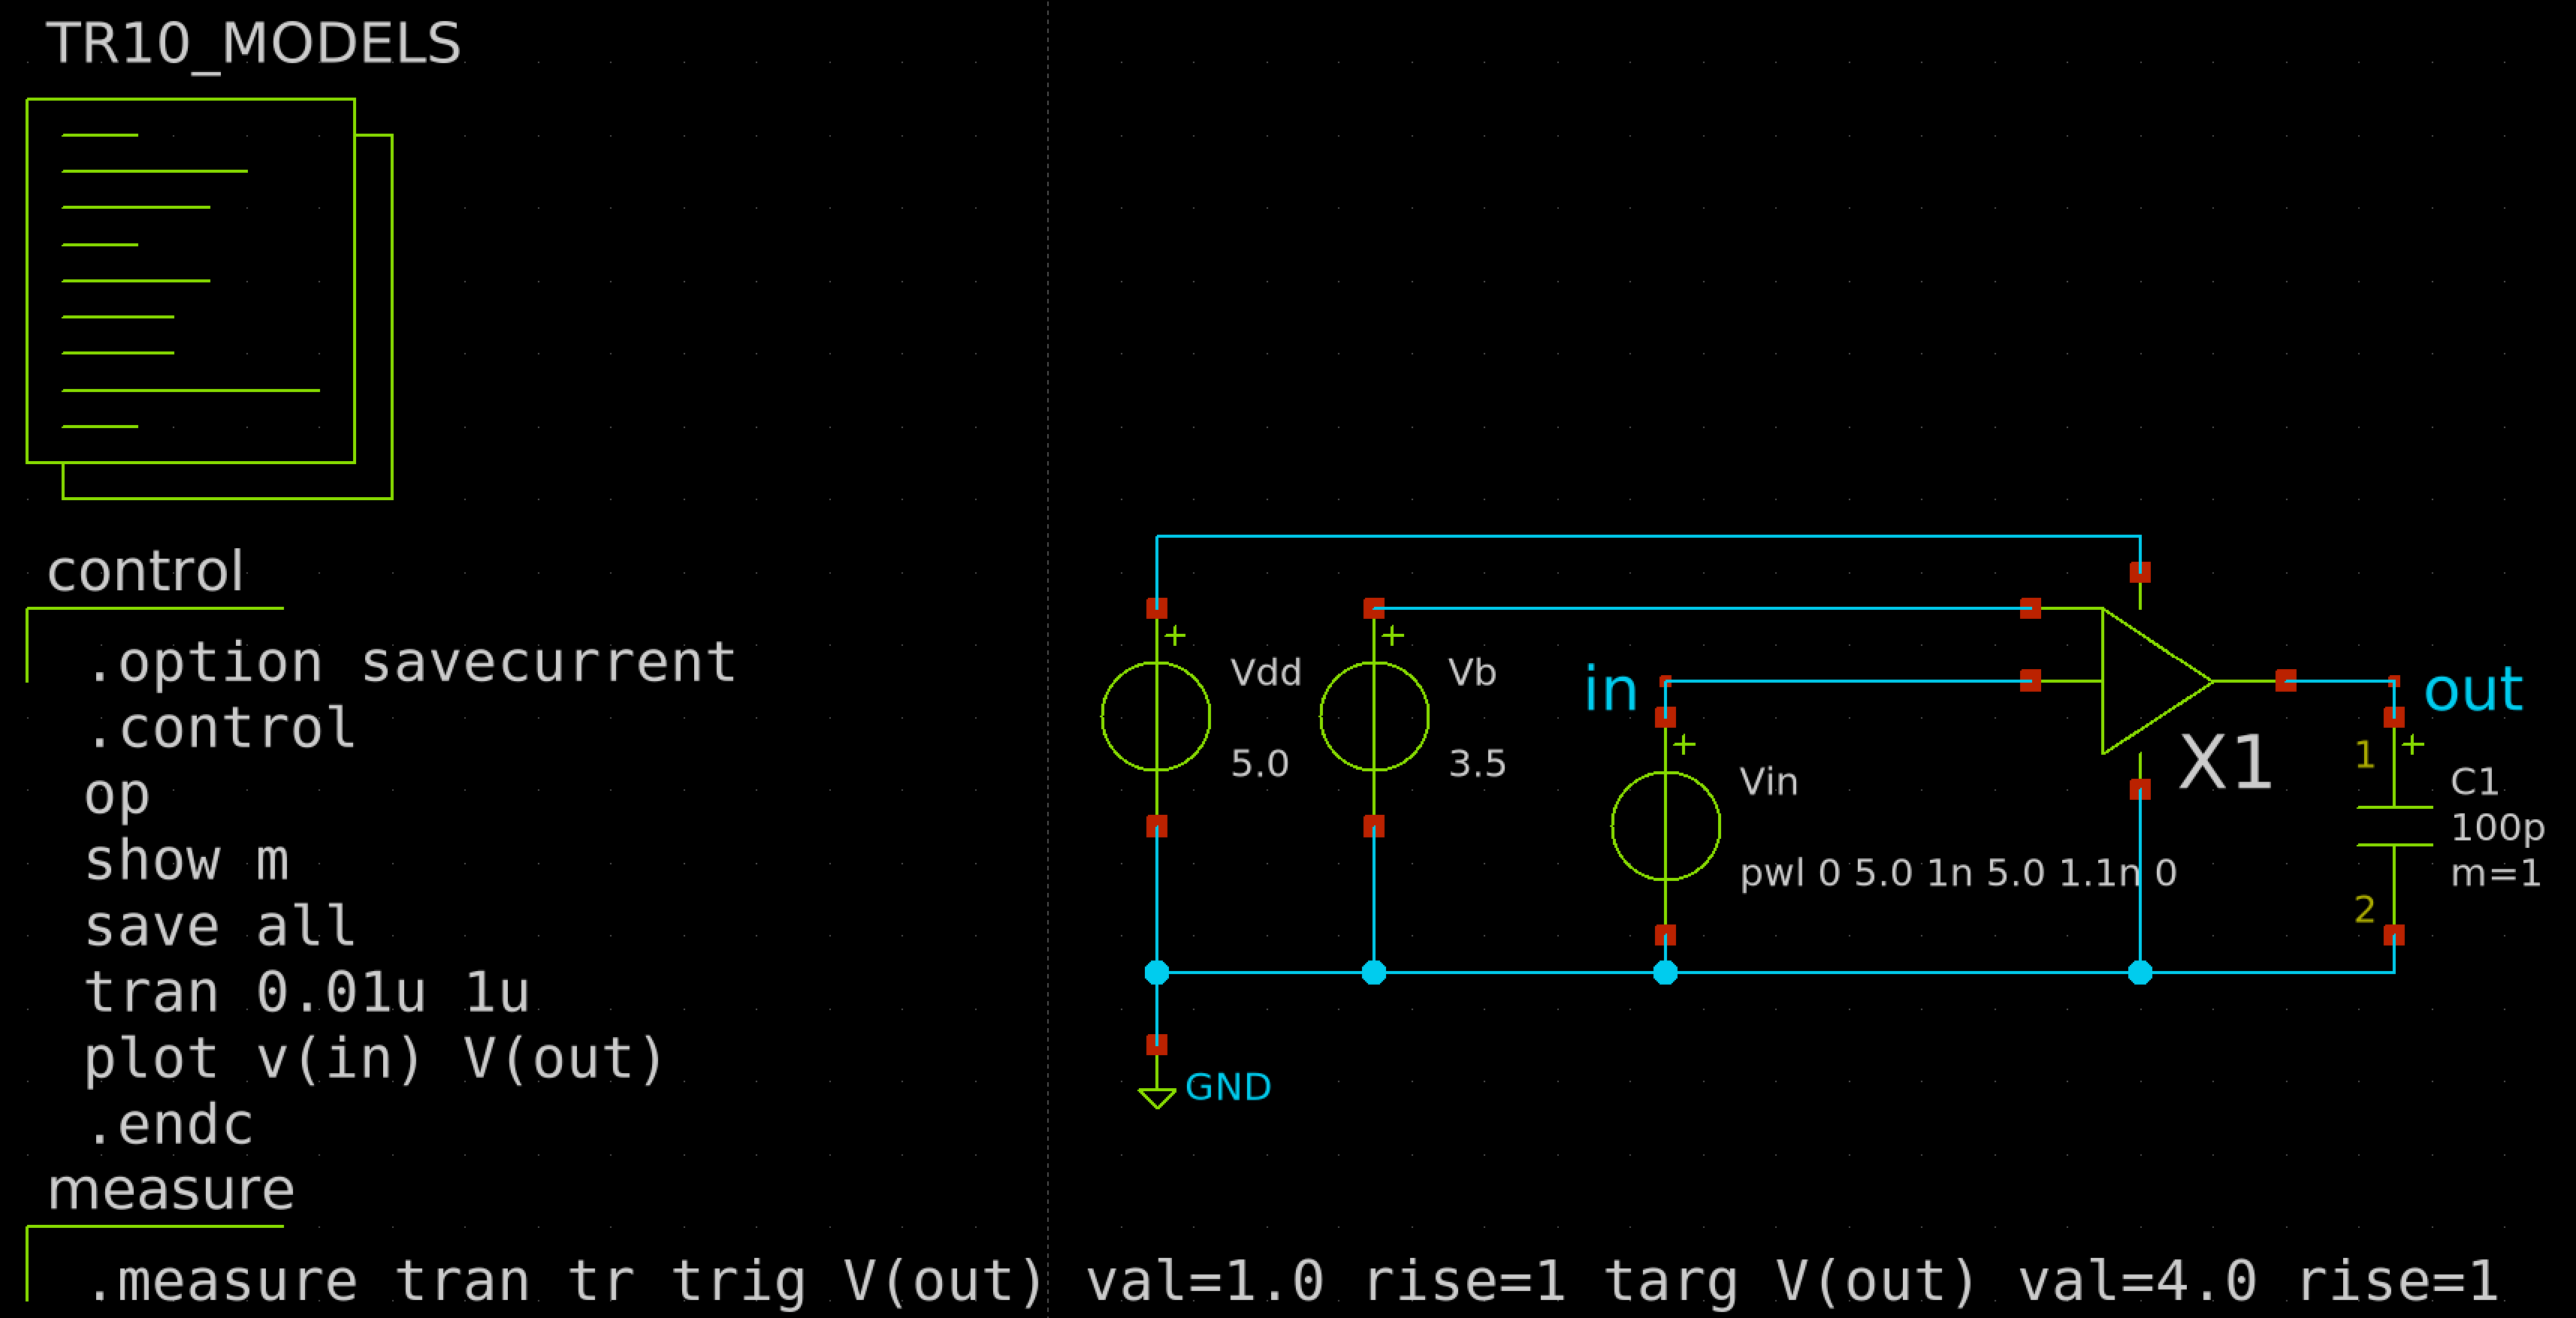 TR10_MODELS
control
.option savecurrent
.control
op
show m
save all
tran 0.01u 1u
plot v(in) V(out)
.endc
measure
.measure tran tr trig V(out) val=1.0 rise=1 targ V(out) val=4.0 rise=1
+
Vdd
5.0
+
Vb
3.5
in
+
Vin
pwl 0 5.0 1n 5.0 1.1n 0
X1
out
1
+
C1
100p
m=1
2
GND